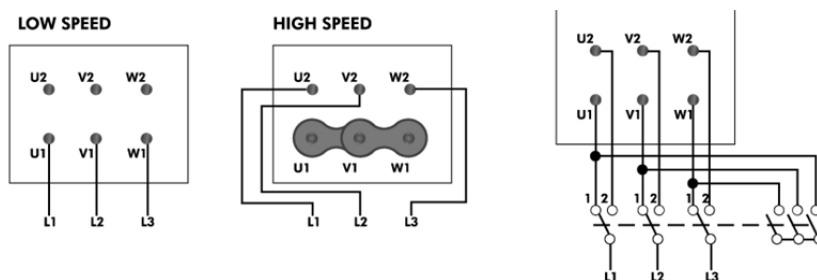 LOW SPEED
U2 V2 W2
U1 V1 W1
L1 L2 L3
HIGH SPEED
U2 V2 W2
U1 V1 W1
L1 L2 L3
U2 V2 W2
U1 V1 W1
1 2 1 2 1 2
L1 L2 L3